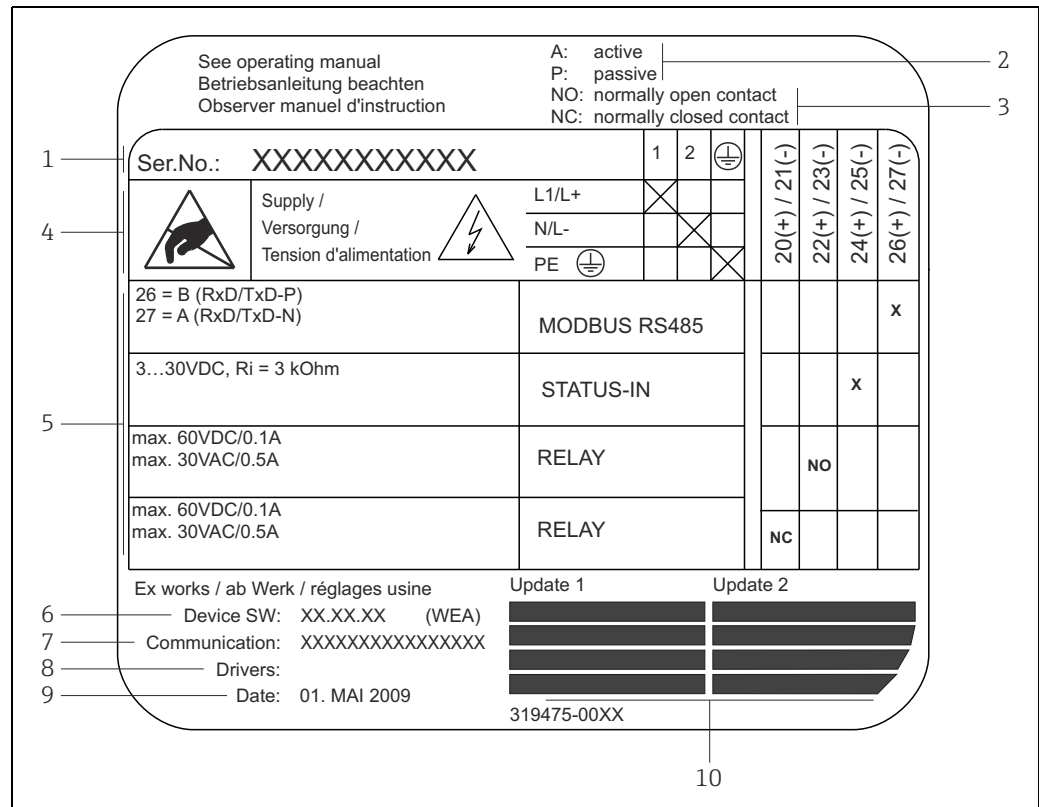 See operating manual
Betriebsanleitung beachten
Observer manuel d'instruction
A: active
P: passive
NO: normally open contact
NC: normally closed contact
2
3
1
Ser.No.: XXXXXXXXXXX
1 2
20(+) / 21(-)
22(+) / 23(-)
24(+) / 25(-)
26(+) / 27(-)
4
Supply /
Versorgung /
Tension d'alimentation
L1/L+
N/L-
PE
5
26 = B (RxD/TxD-P)
27 = A (RxD/TxD-N)
MODBUS RS485
X
3...30VDC, Ri = 3 kOhm
STATUS-IN
X
max. 60VDC/0.1A
max. 30VAC/0.5A
RELAY
NO
max. 60VDC/0.1A
max. 30VAC/0.5A
RELAY
NC
Ex works / ab Werk / réglages usine
Update 1
Update 2
6
Device SW: XX.XX.XX (WEA)
7
Communication: XXXXXXXXXXXXXXXX
8
Drivers:
9
Date: 01. MAI 2009
319475-00XX
10